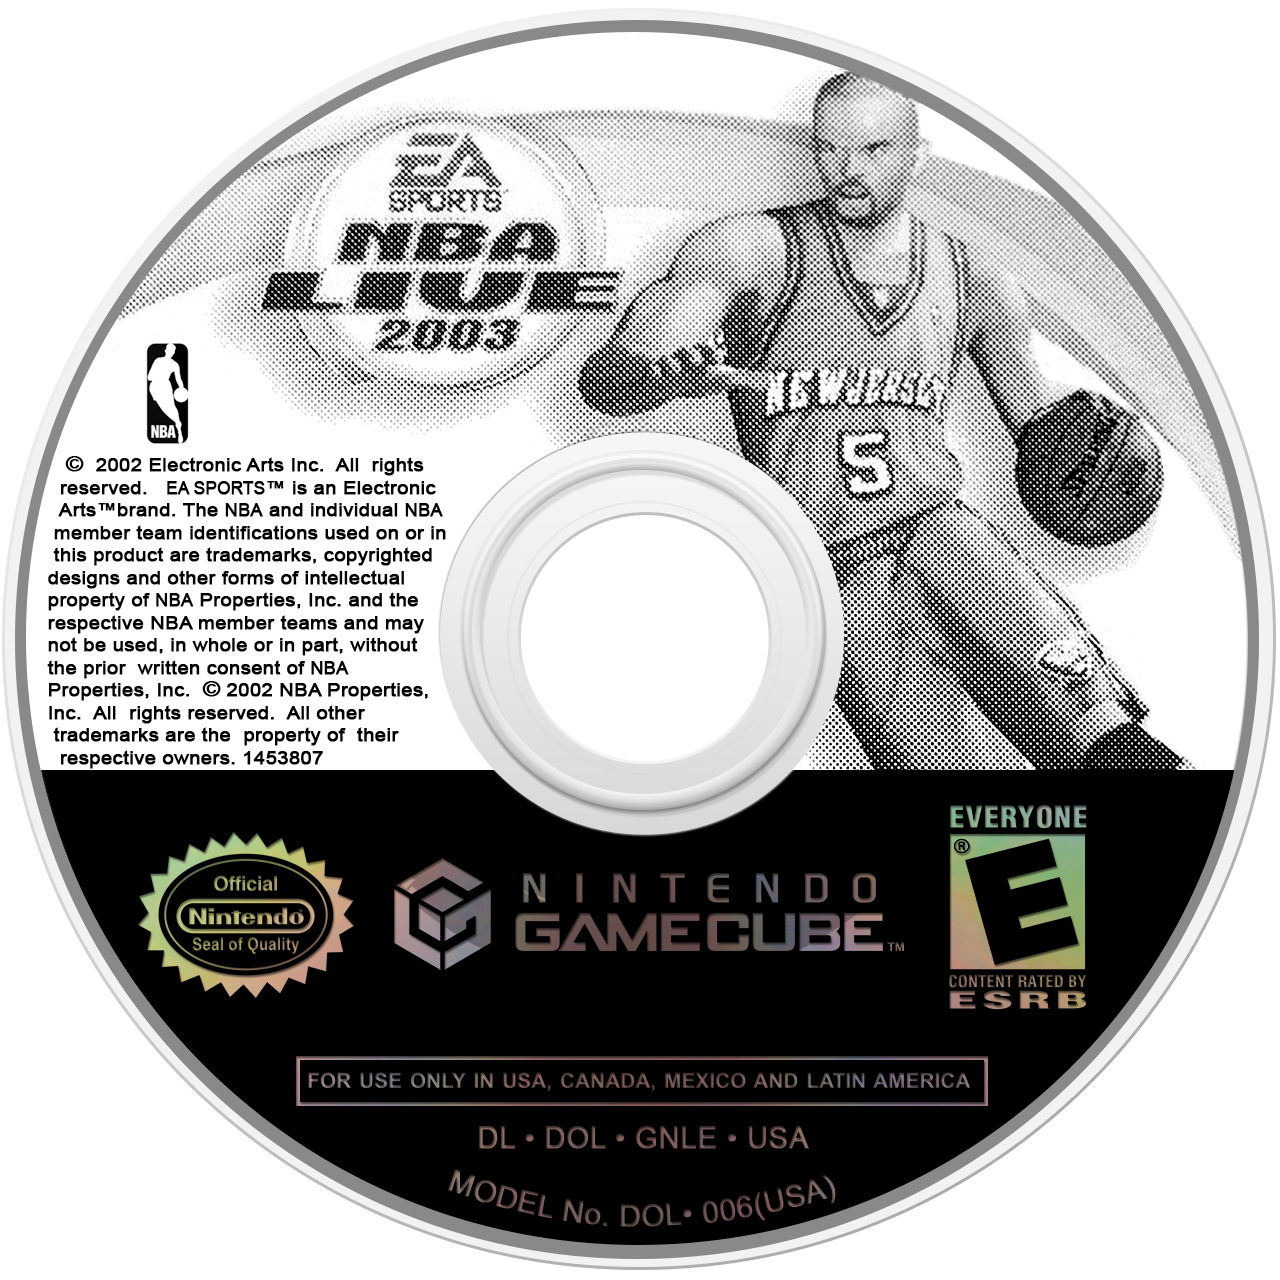 EA
SPORTS™
NBA
LIVE
2003
NEW JERSEY
5
NBA
© 2002 Electronic Arts Inc. All rights
reserved. EA SPORTS™ is an Electronic
Arts™brand. The NBA and individual NBA
member team identifications used on or in
this product are trademarks, copyrighted
designs and other forms of intellectual
property of NBA Properties, Inc. and the
respective NBA member teams and may
not be used, in whole or in part, without
the prior written consent of NBA
Properties, Inc. © 2002 NBA Properties,
Inc. All rights reserved. All other
trademarks are the property of their
respective owners. 1453807
Official
Nintendo®
Seal of Quality
NINTENDO
GAMECUBE™
EVERYONE
®
E
CONTENT RATED BY
ESRB
FOR USE ONLY IN USA, CANADA, MEXICO AND LATIN AMERICA
DL • DOL • GNLE • USA
MODEL No. DOL• 006(USA)